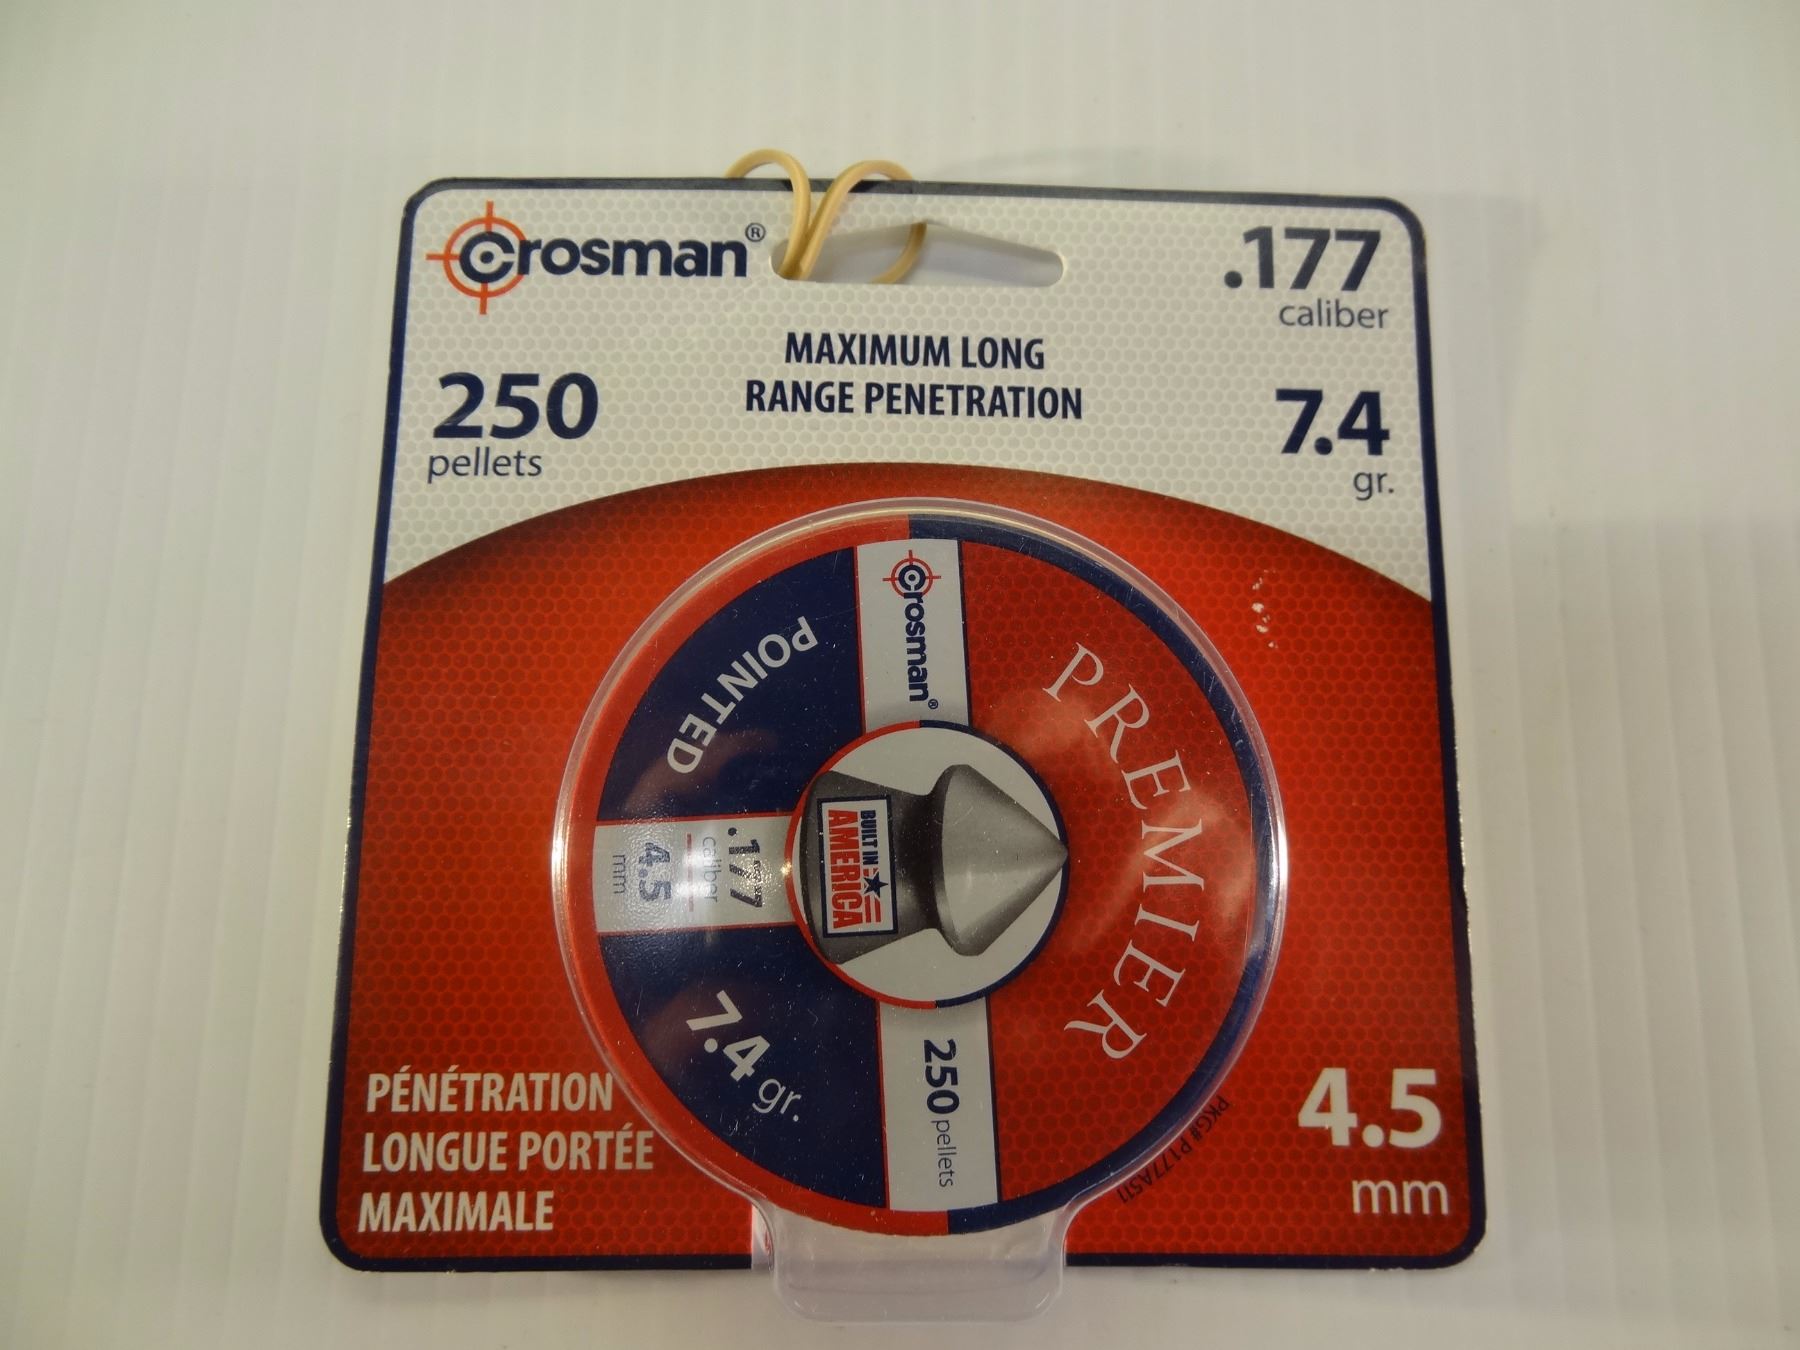 crosman®
.177
caliber
MAXIMUM LONG
RANGE PENETRATION
250
pellets
7.4
gr.
crosman®
POINTED
PREMIER
.177
caliber
4.5
mm
BUILT IN
AMERICA
7.4 gr.
250 pellets
PKG# P177A511
PÉNÉTRATION
LONGUE PORTÉE
MAXIMALE
4.5
mm